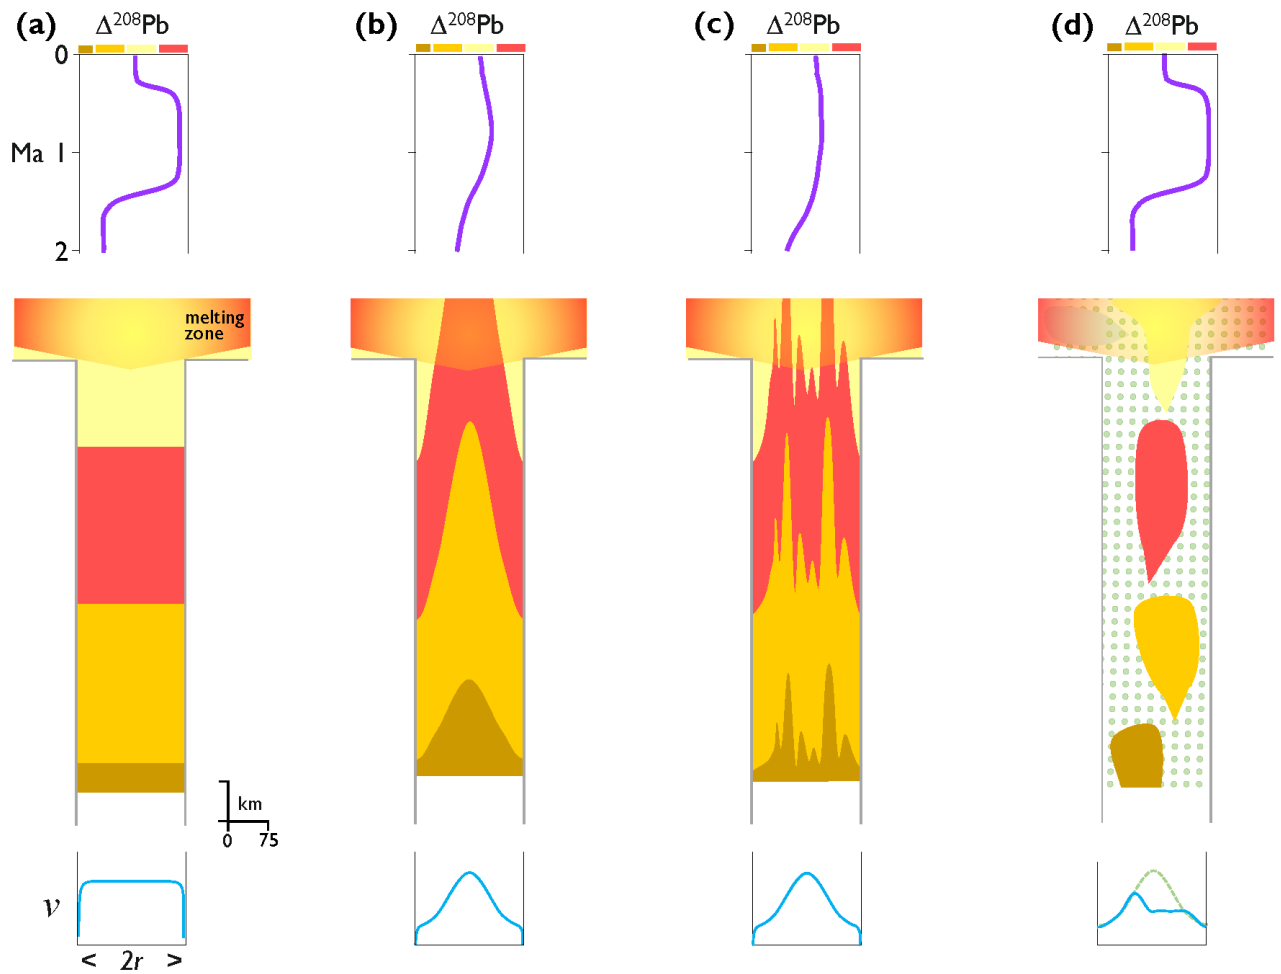 (a) Δ²⁰⁸Pb
(b) Δ²⁰⁸Pb
(c) Δ²⁰⁸Pb
(d) Δ²⁰⁸Pb
0
Ma 1
2
melting
zone
km
0 75
v
< 2r >